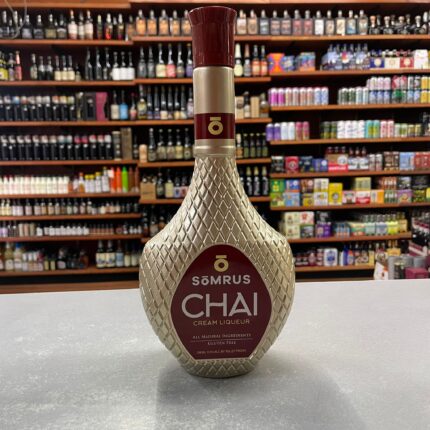 SōMRUS
CHAI
CREAM LIQUEUR
ALL NATURAL INGREDIENTS
GLUTEN FREE